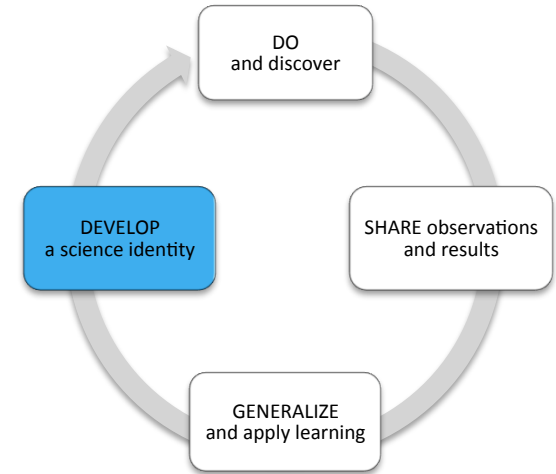 DO
and discover
SHARE observations
and results
GENERALIZE
and apply learning
DEVELOP
a science identity